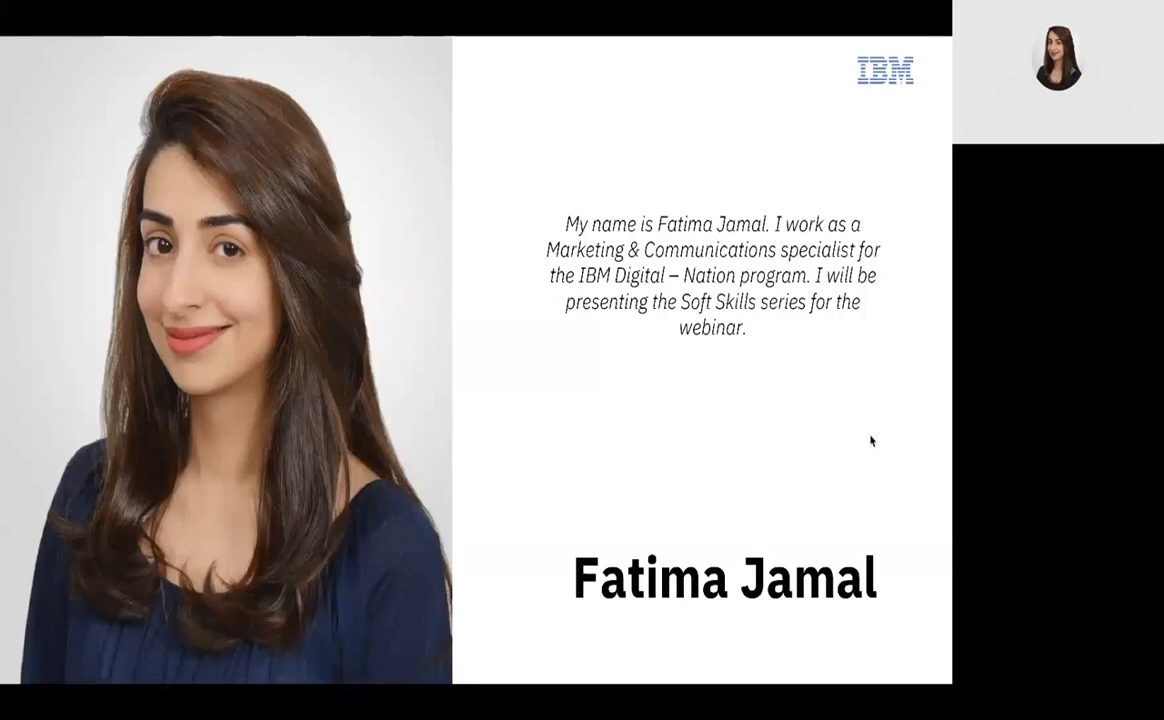 IBM
My name is Fatima Jamal. I work as a
Marketing & Communications specialist for
the IBM Digital – Nation program. I will be
presenting the Soft Skills series for the
webinar.
Fatima Jamal